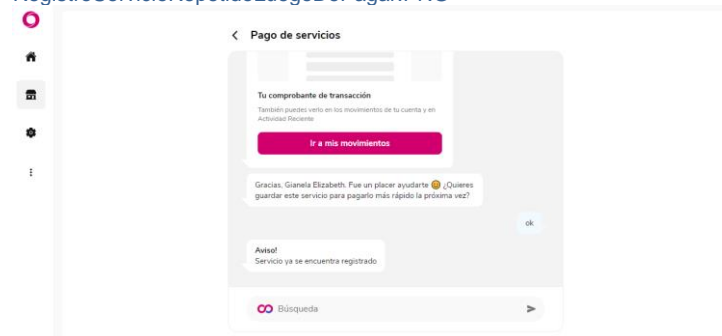 Pago de servicios
Tu comprobante de transacción
También puedes verlo en los movimientos de tu cuenta y en
Actividad Reciente
Ir a mis movimientos
Gracias, Gianela Elizabeth. Fue un placer ayudarte 😊 ¿Quieres
guardar este servicio para pagarlo más rápido la próxima vez?
ok
Aviso!
Servicio ya se encuentra registrado
Búsqueda